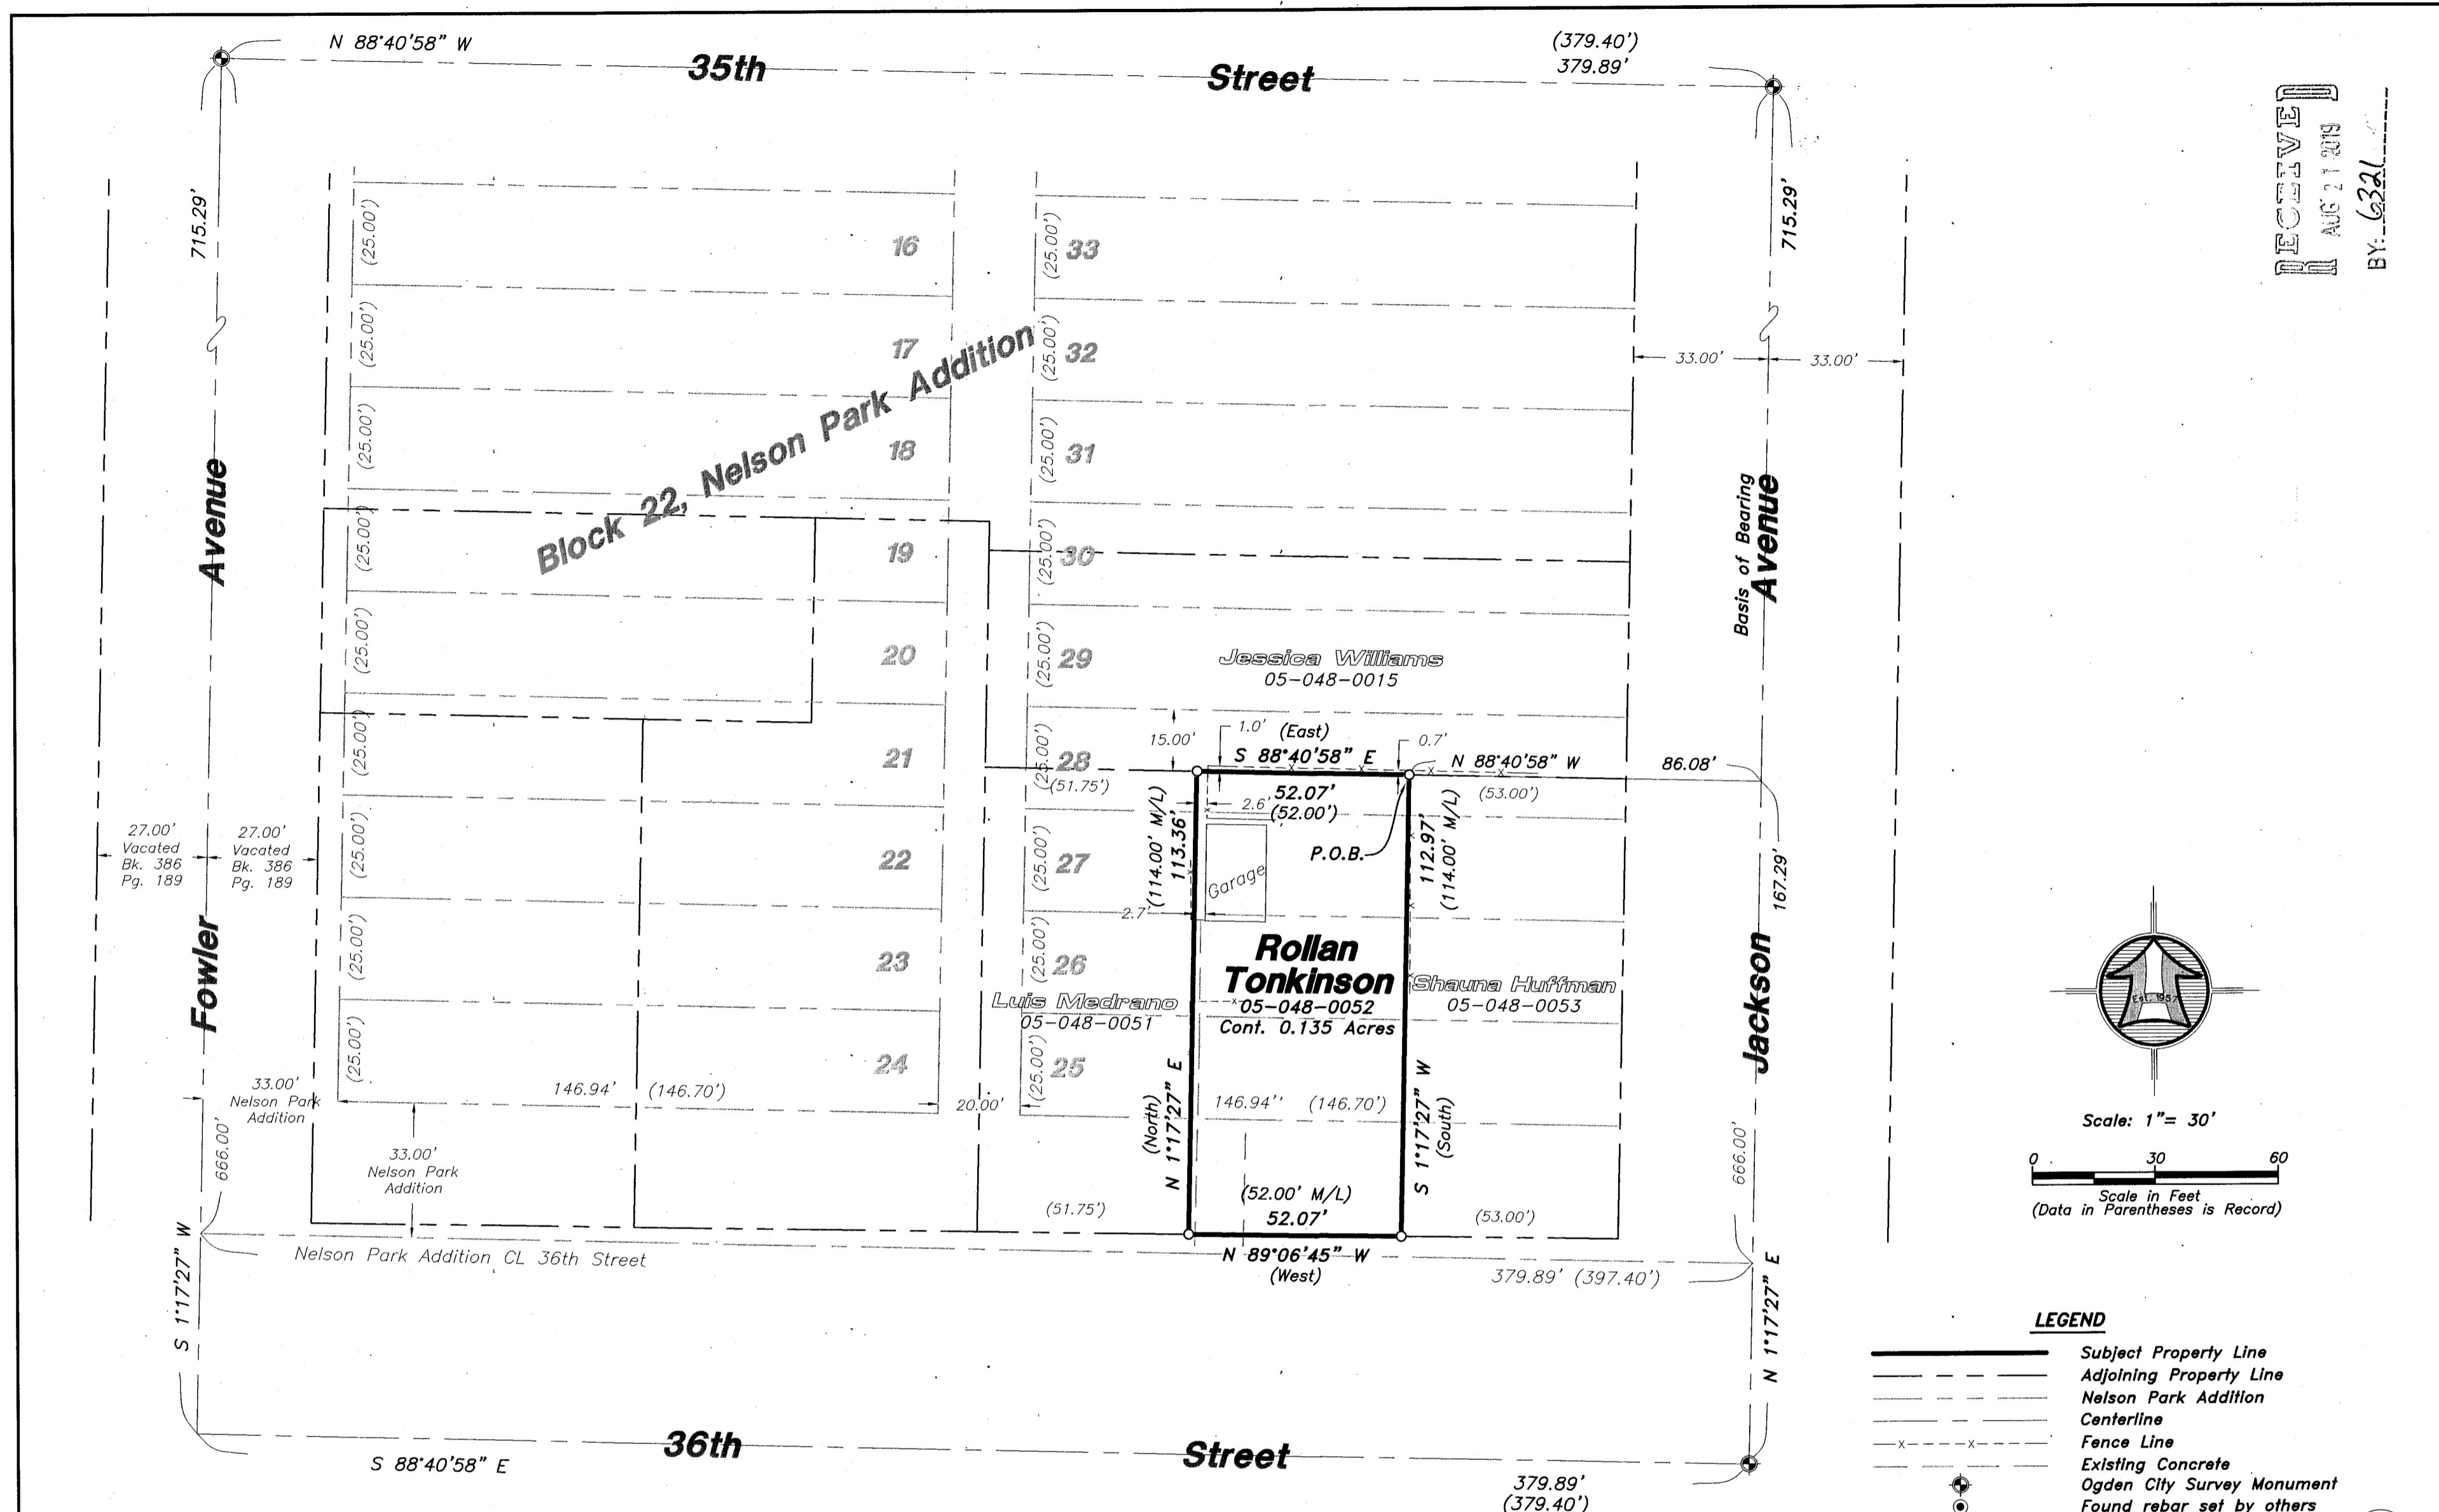 N 88°40'58" W
35th Street
(379.40')
379.89'
RECEIVED
AUG 27 2019
BY: 6321
715.29'
715.29'
(25.00')
16
(25.00')
33
(25.00')
17
(25.00')
32
33.00'
33.00'
Block 22, Nelson Park Addition
(25.00')
18
(25.00')
31
Fowler Avenue
Basis of Bearing
Jackson Avenue
(25.00')
19
(25.00')
30
(25.00')
20
(25.00')
29
Jessica Williams
05-048-0015
(25.00')
21
(25.00')
28
(51.75')
15.00'
1.0'
(East)
S 88°40'58" E
0.7'
N 88°40'58" W
86.08'
52.07'
(52.00')
2.6'
(53.00')
P.O.B.
(114.00' M/L)
113.36'
112.97'
(114.00' M/L)
167.29'
27.00'
Vacated
Bk. 386
Pg. 189
27.00'
Vacated
Bk. 386
Pg. 189
(25.00')
22
(25.00')
27
Garage
2.7'
(25.00')
23
(25.00')
26
Rollan
Tonkinson
05-048-0052
Cont. 0.135 Acres
Luis Medrano
05-048-0051
Shauna Huffman
05-048-0053
Est. 1957
(25.00')
24
(25.00')
25
33.00'
Nelson Park
Addition
146.94' (146.70')
20.00'
146.94'' (146.70')
666.00'
33.00'
Nelson Park
Addition
(North)
N 1°17'27" E
S 1°17'27" W
(South)
666.00'
Scale: 1"= 30'
0 30 60
Scale in Feet
(Data in Parentheses is Record)
(51.75')
(52.00' M/L)
52.07'
(53.00')
Nelson Park Addition CL 36th Street
N 89°06'45" W
(West)
379.89' (397.40')
S 1°17'27" W
N 1°17'27" E
LEGEND
Subject Property Line
Adjoining Property Line
Nelson Park Addition
Centerline
Fence Line
Existing Concrete
Ogden City Survey Monument
Found rebar set by others
S 88°40'58" E
36th Street
379.89'
(379.40')